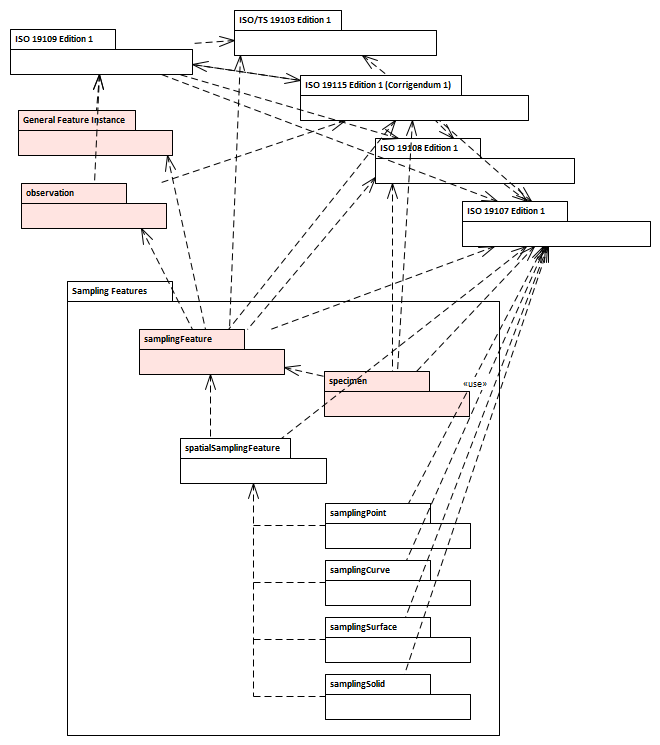 ISO/TS 19103 Edition 1
ISO 19109 Edition 1
ISO 19115 Edition 1 (Corrigendum 1)
General Feature Instance
ISO 19108 Edition 1
observation
ISO 19107 Edition 1
Sampling Features
samplingFeature
specimen
«use»
spatialSamplingFeature
samplingPoint
samplingCurve
samplingSurface
samplingSolid